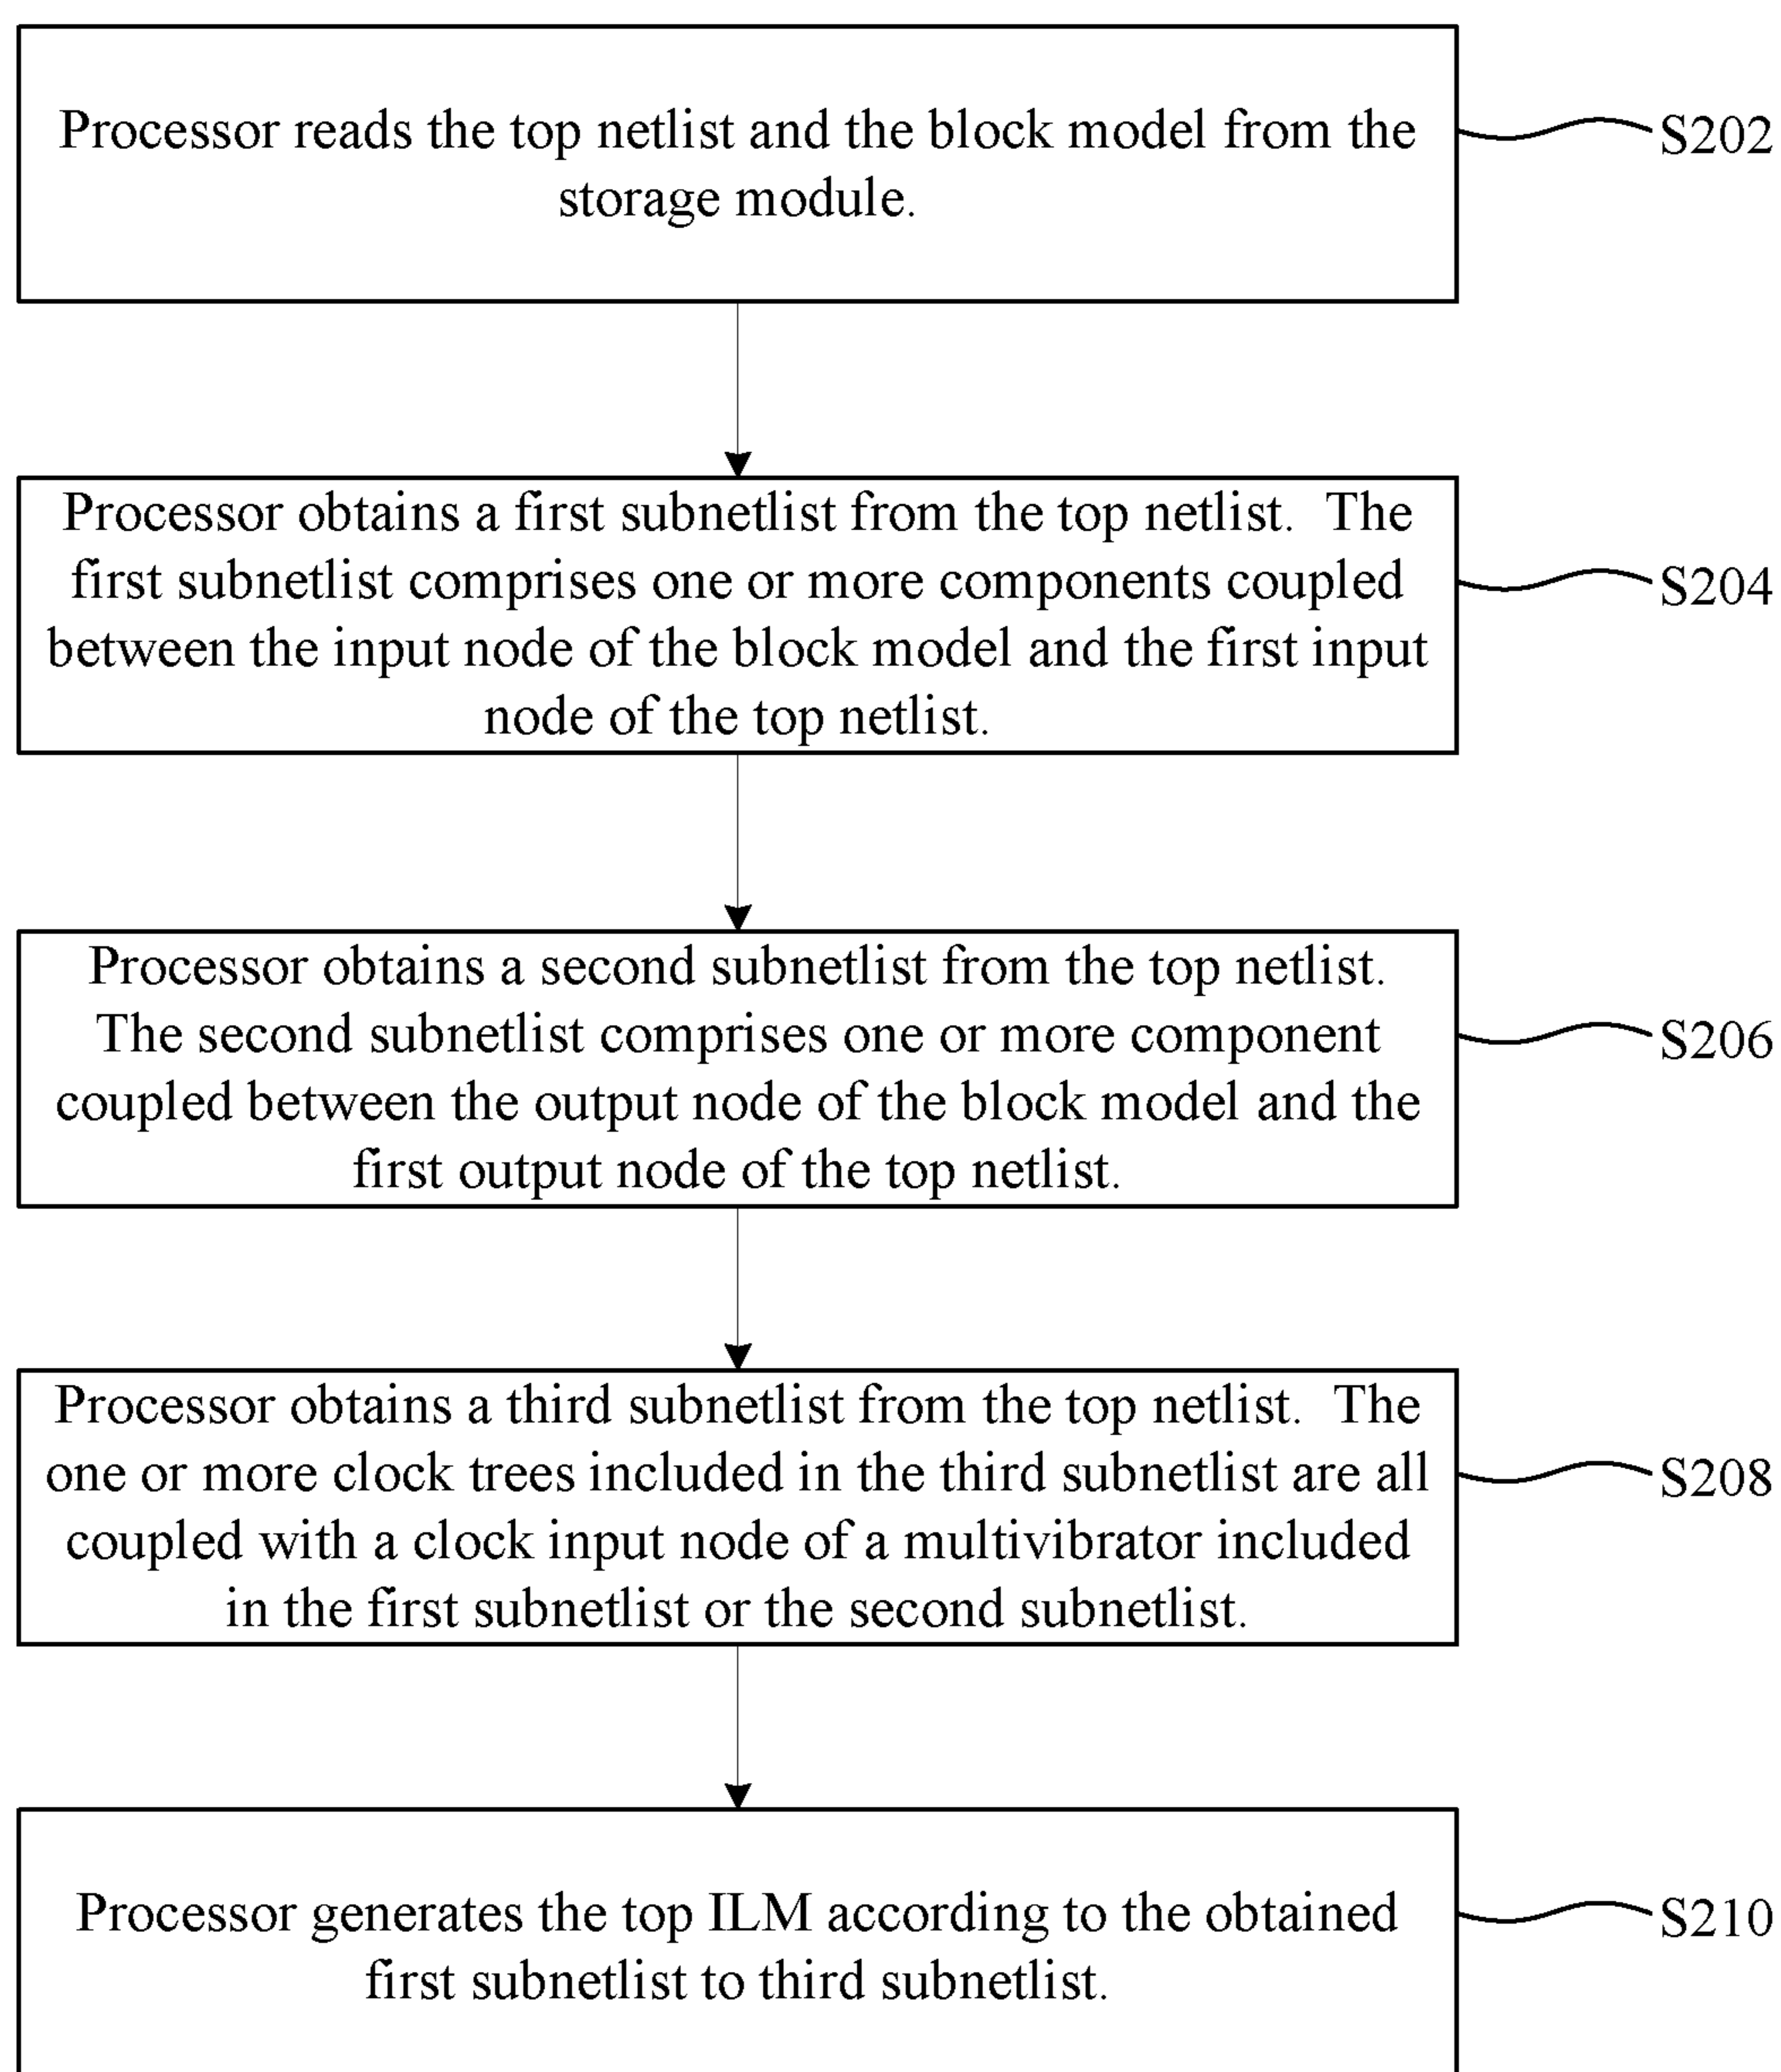 Processor reads the top netlist and the block model from the
storage module.
S202
Processor obtains a first subnetlist from the top netlist.  The
first subnetlist comprises one or more components coupled
between the input node of the block model and the first input
node of the top netlist.
S204
Processor obtains a second subnetlist from the top netlist.
The second subnetlist comprises one or more component
coupled between the output node of the block model and the
first output node of the top netlist.
S206
Processor obtains a third subnetlist from the top netlist.  The
one or more clock trees included in the third subnetlist are all
coupled with a clock input node of a multivibrator included
in the first subnetlist or the second subnetlist.
S208
Processor generates the top ILM according to the obtained
first subnetlist to third subnetlist.
S210